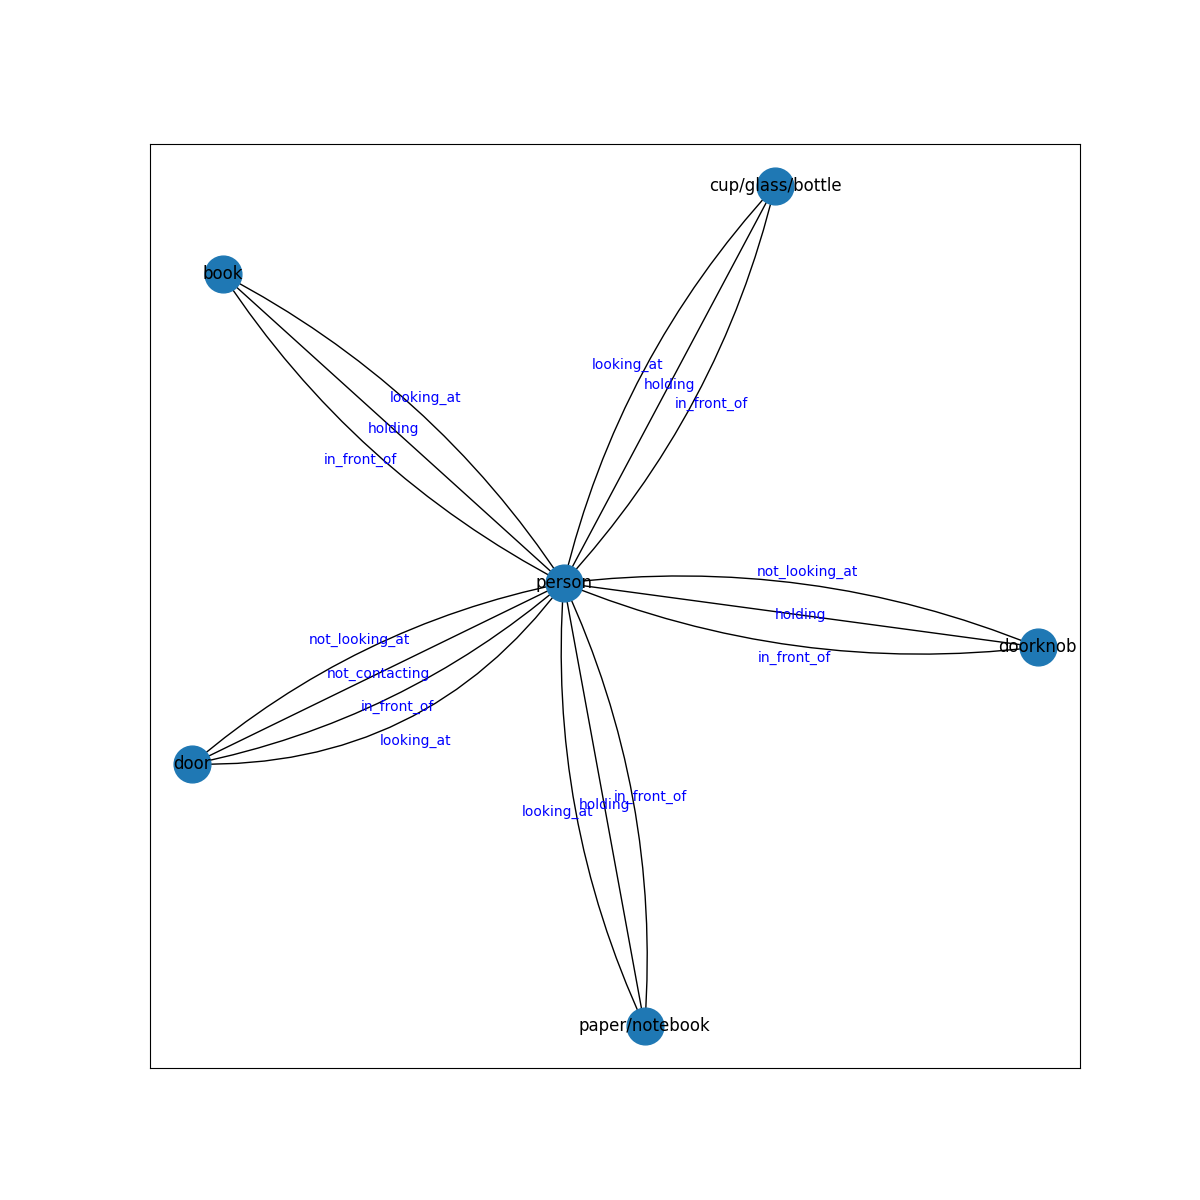 cup/glass/bottle
book
looking_at
holding
in_front_of
looking_at
holding
in_front_of
person
not_looking_at
holding
in_front_of
doorknob
not_looking_at
not_contacting
in_front_of
looking_at
door
in_front_of
holding
looking_at
paper/notebook